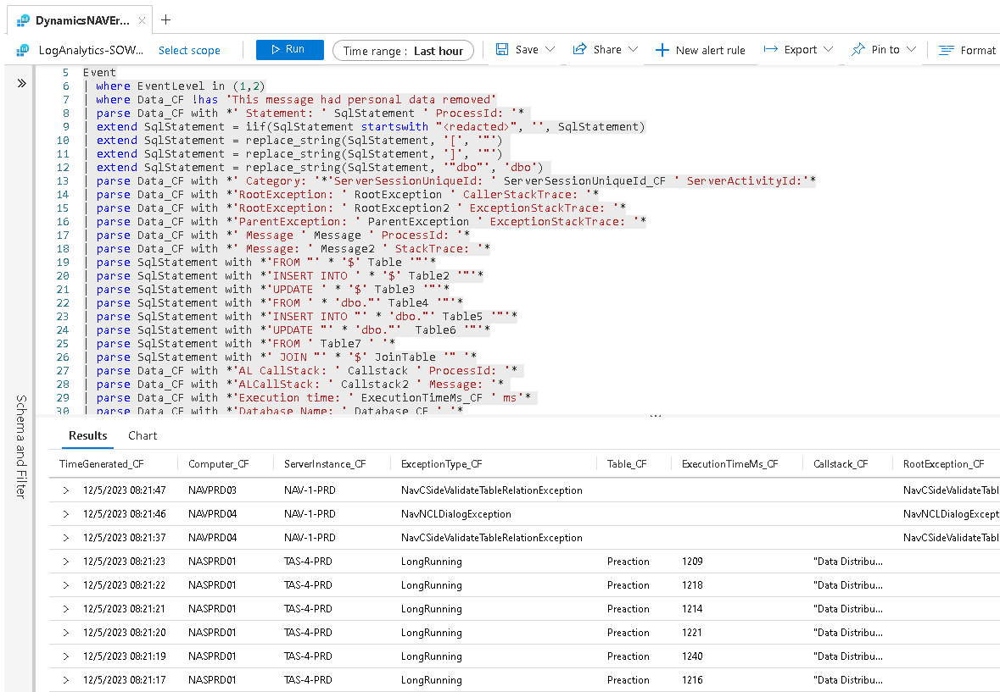 DynamicsNAVEr...
LogAnalytics-SOW... Select scope Run Time range : Last hour Save Share New alert rule Export Pin to Format
5 Event
6 | where EventLevel in (1,2)
7 | where Data_CF !has 'This message had personal data removed'
8 | parse Data_CF with *' Statement: ' SqlStatement ' ProcessId: '*
9 | extend SqlStatement = iif(SqlStatement startswith "<redacted>", '', SqlStatement)
10 | extend SqlStatement = replace_string(SqlStatement, '[', '"')
11 | extend SqlStatement = replace_string(SqlStatement, ']', '"')
12 | extend SqlStatement = replace_string(SqlStatement, '"dbo"', 'dbo')
13 | parse Data_CF with *' Category: '*'ServerSessionUniqueId: ' ServerSessionUniqueId_CF ' ServerActivityId:'*
14 | parse Data_CF with *'RootException: ' RootException ' CallerStackTrace: '*
15 | parse Data_CF with *'RootException: ' RootException2 ' ExceptionStackTrace: '*
16 | parse Data_CF with *'ParentException: ' ParentException ' ExceptionStackTrace: '*
17 | parse Data_CF with *' Message ' Message ' ProcessId: '*
18 | parse Data_CF with *' Message: ' Message2 ' StackTrace: '*
19 | parse SqlStatement with *'FROM "' * '$' Table '"'*
20 | parse SqlStatement with *'INSERT INTO ' * '$' Table2 '"'*
21 | parse SqlStatement with *'UPDATE ' * '$' Table3 '"'*
22 | parse SqlStatement with *'FROM ' * 'dbo."' Table4 '"'*
23 | parse SqlStatement with *'INSERT INTO "' * 'dbo."' Table5 '"'*
24 | parse SqlStatement with *'UPDATE "' * 'dbo."'  Table6 '"'*
25 | parse SqlStatement with *'FROM ' Table7 ' '*
26 | parse SqlStatement with *' JOIN "' * '$' JoinTable '" '*
27 | parse Data_CF with *'AL CallStack: ' Callstack ' ProcessId: '*
28 | parse Data_CF with *'ALCallStack: ' Callstack2 ' Message: '*
29 | parse Data_CF with *'Execution time: ' ExecutionTimeMs_CF ' ms'*
30 | parse Data_CF with *'Database Name: ' Database_CF ' '*
Schema and Filter
Results Chart
TimeGenerated_CF Computer_CF ServerInstance_CF ExceptionType_CF Table_CF ExecutionTimeMs_CF Callstack_CF RootException_CF
12/5/2023 08:21:47 NAVPRD03 NAV-1-PRD NavCSideValidateTableRelationException NavCSideValidateTabl
12/5/2023 08:21:46 NAVPRD04 NAV-1-PRD NavNCLDialogException NavNCLDialogExcept
12/5/2023 08:21:37 NAVPRD04 NAV-1-PRD NavCSideValidateTableRelationException NavCSideValidateTabl
12/5/2023 08:21:23 NASPRD01 TAS-4-PRD LongRunning Preaction 1209 "Data Distribu...
12/5/2023 08:21:22 NASPRD01 TAS-4-PRD LongRunning Preaction 1218 "Data Distribu...
12/5/2023 08:21:21 NASPRD01 TAS-4-PRD LongRunning Preaction 1214 "Data Distribu...
12/5/2023 08:21:20 NASPRD01 TAS-4-PRD LongRunning Preaction 1221 "Data Distribu...
12/5/2023 08:21:19 NASPRD01 TAS-4-PRD LongRunning Preaction 1240 "Data Distribu...
12/5/2023 08:21:17 NASPRD01 TAS-4-PRD LongRunning Preaction 1216 "Data Distribu...